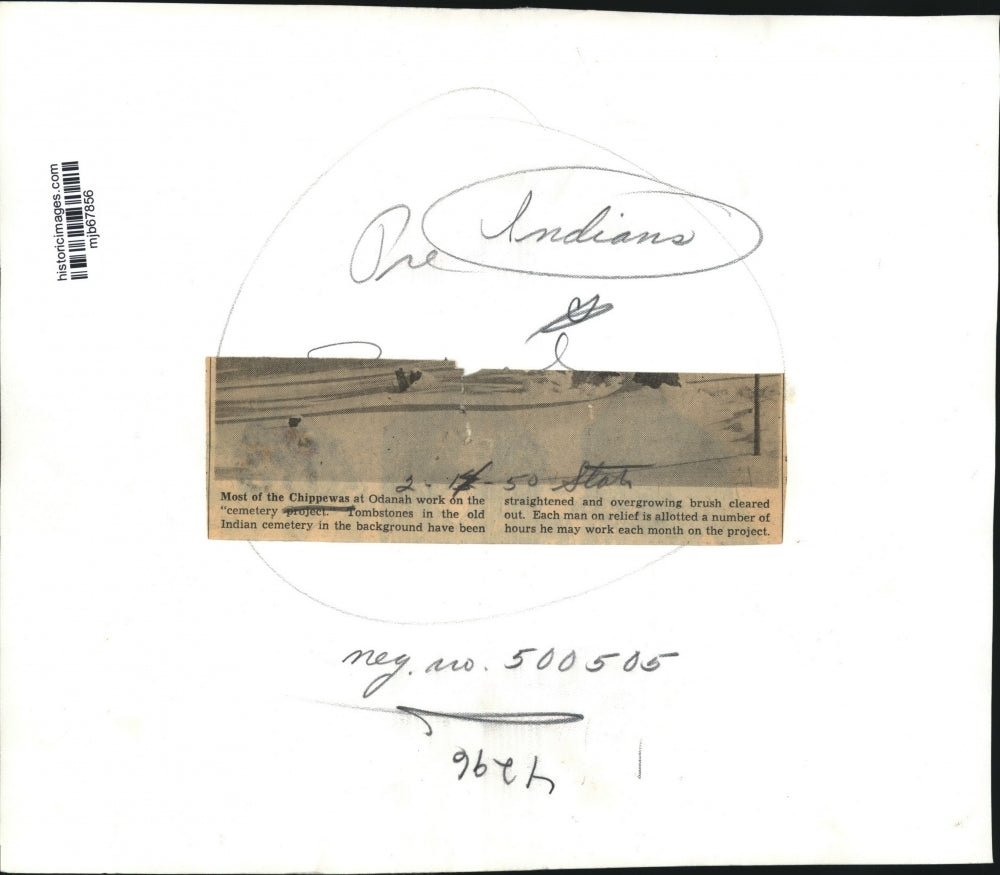 historicimages.com
mjb67856
Pre Indians
2-14-50 State
Most of the Chippewas at Odanah work on the
"cemetery project." Tombstones in the old
Indian cemetery in the background have been
straightened and overgrowing brush cleared
out. Each man on relief is allotted a number of
hours he may work each month on the project.
neg. no. 500505